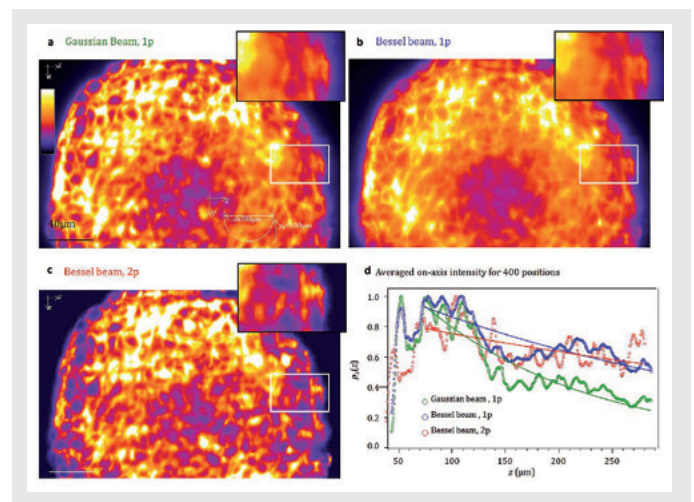 a Gaussian Beam, 1p
b Bessel beam, 1p
40μm
c Bessel beam, 2p
d Averaged on-axis intensity for 400 positions
1.0
0.8
0.6
0.4
0.2
0.0
Gaussian beam , 1p
Bessel beam , 1p
Bessel beam, 2p
50 100 150 200 250
z (μm)